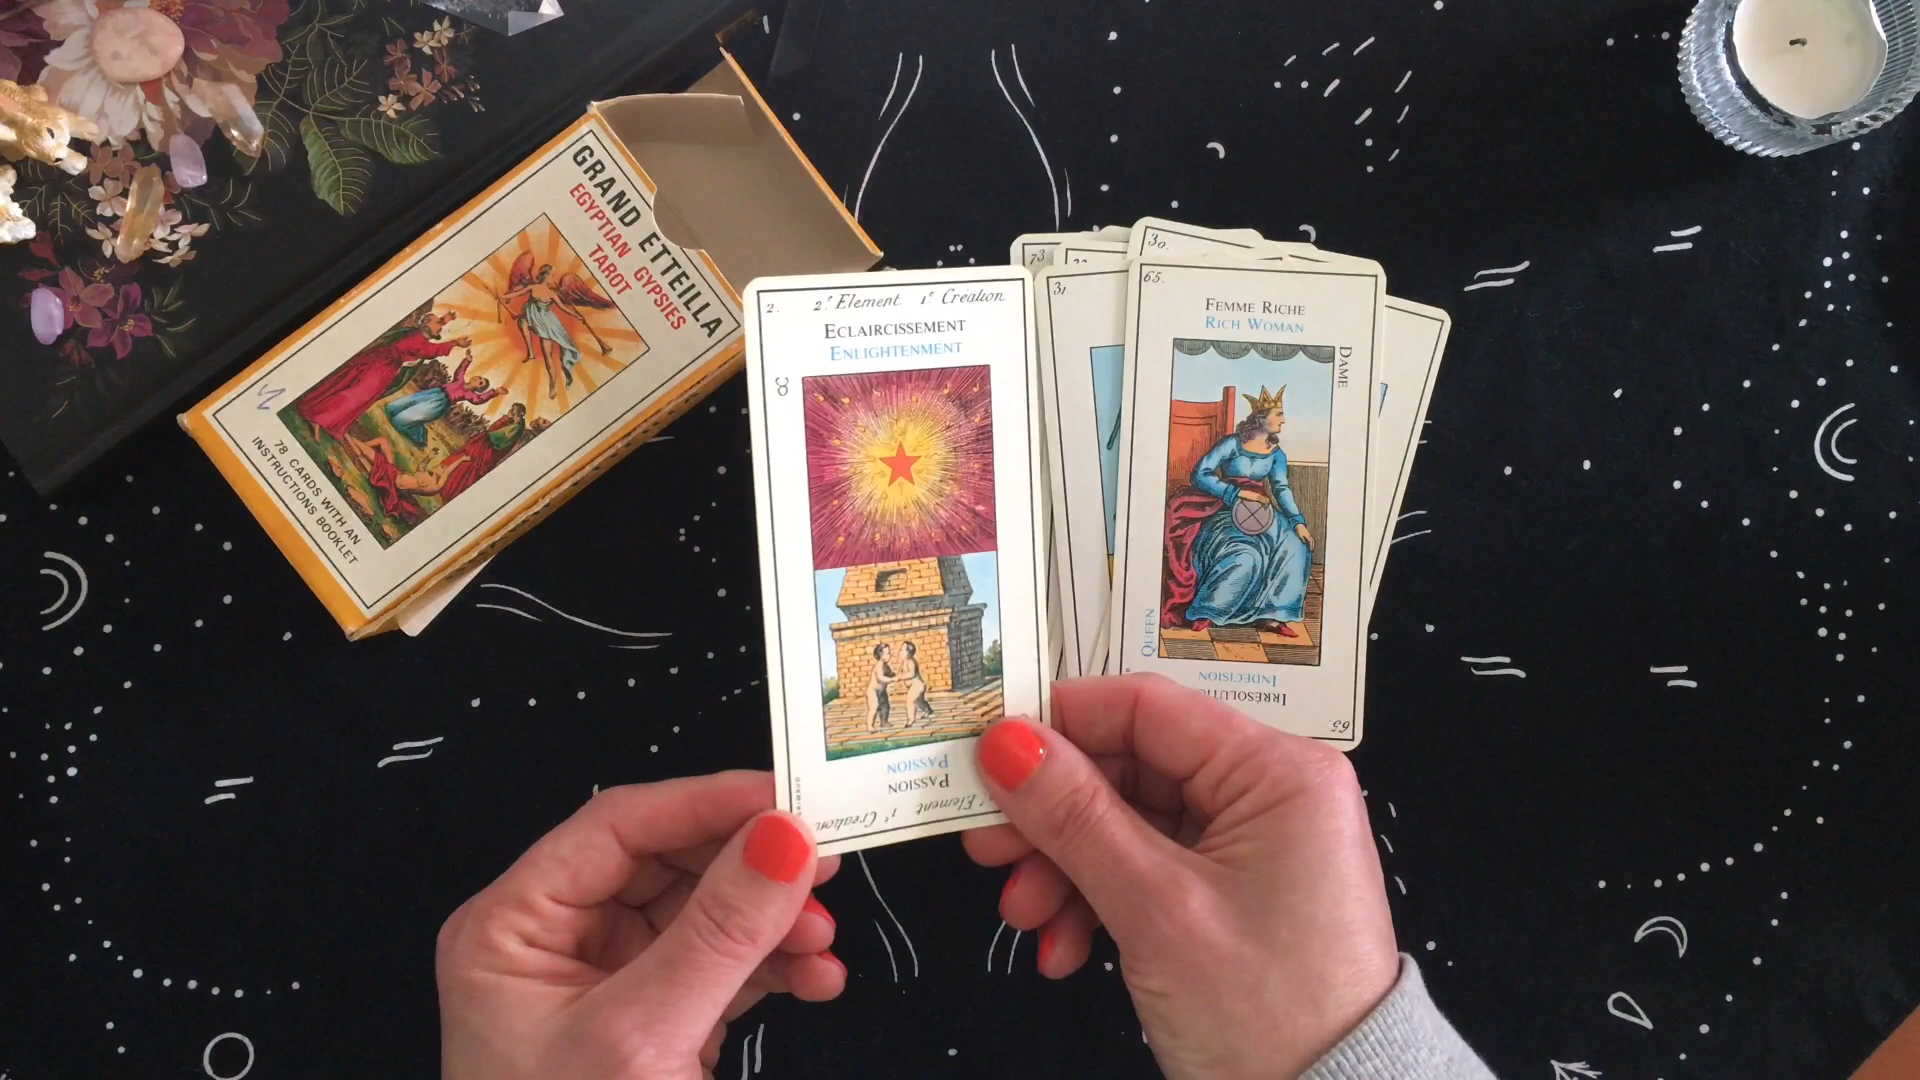 GRAND ETTEILLA
EGYPTIAN GYPSIES
TAROT
78 CARDS WITH AN
INSTRUCTIONS BOOKLET
2.
2e Element 1e Création
ECLAIRCISSEMENT
ENLIGHTENMENT
PASSION
PASSION
Element 1e Création
73
30.
31
65.
FEMME RICHE
RICH WOMAN
DAME
QUEEN
INDECISION
65